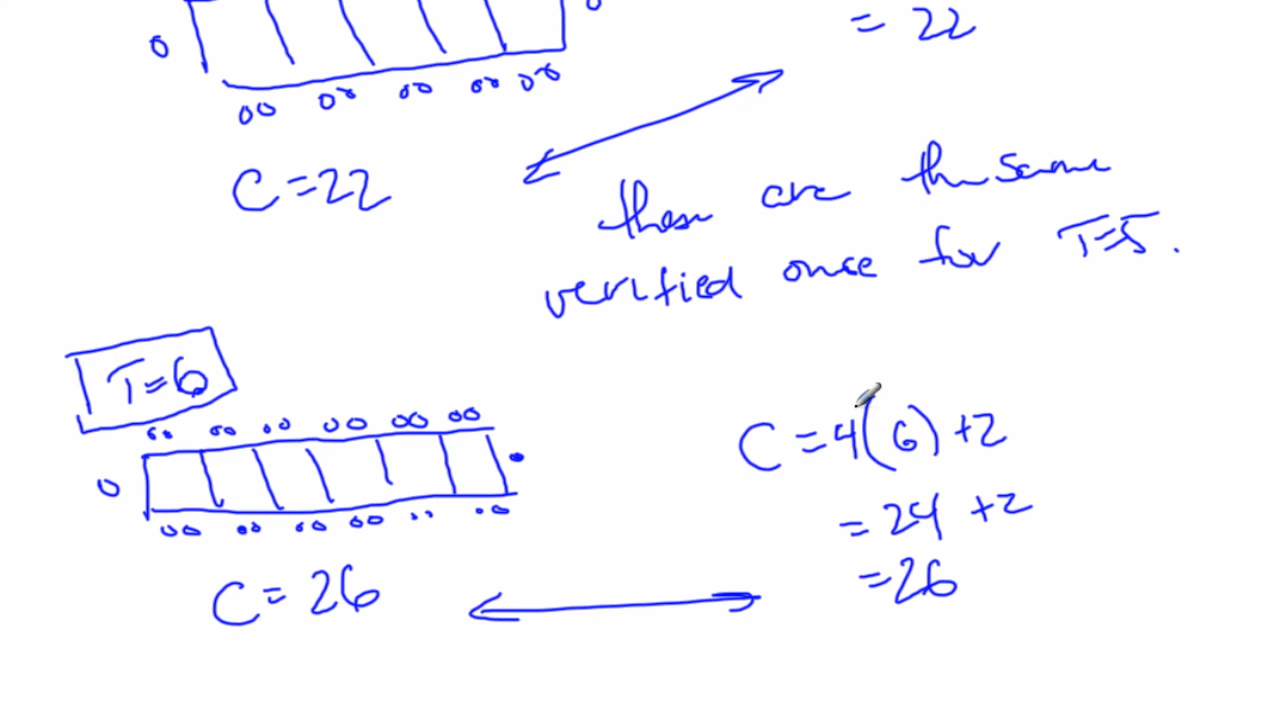 = 22
C = 22
these are the same
verified once for T=5.
T=6
C = 4(6) +2
= 24 +2
= 26
C = 26